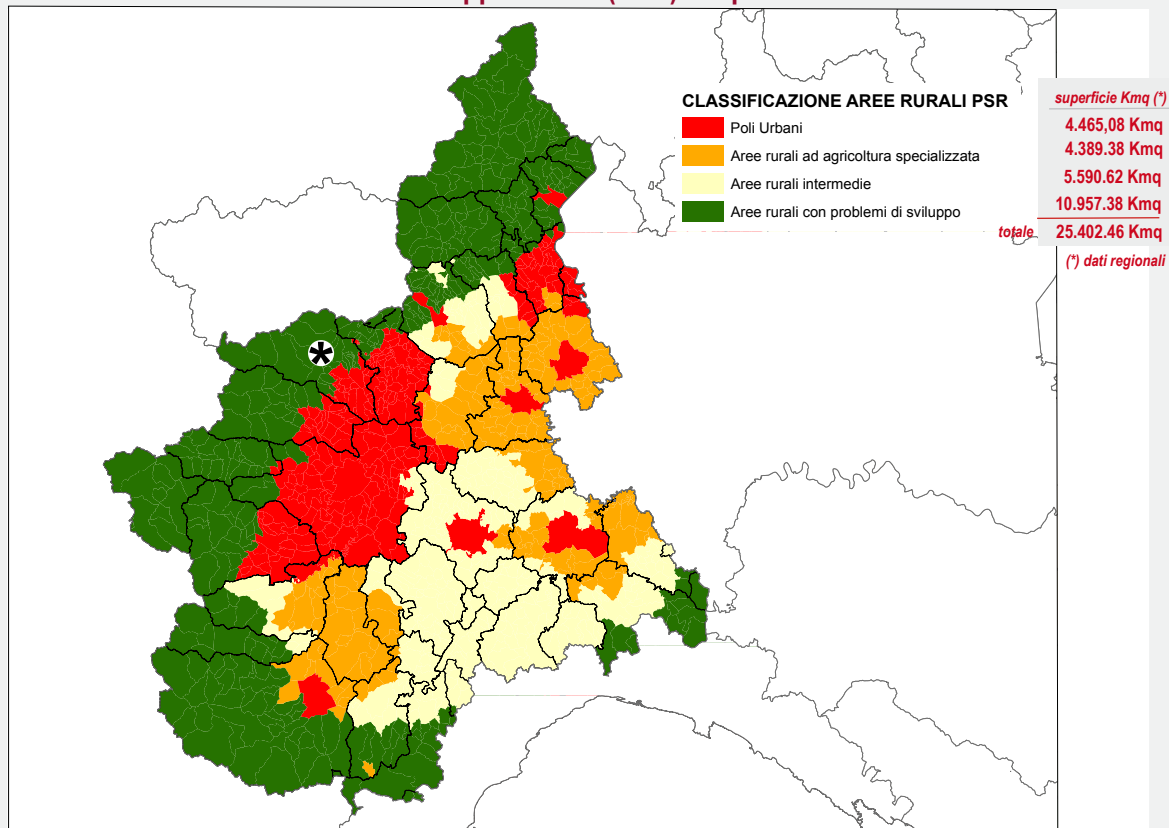 CLASSIFICAZIONE AREE RURALI PSR
superficie Kmq (*)
Poli Urbani
4.465,08 Kmq
Aree rurali ad agricoltura specializzata
4.389.38 Kmq
Aree rurali intermedie
5.590.62 Kmq
Aree rurali con problemi di sviluppo
10.957.38 Kmq
totale 25.402.46 Kmq
(*) dati regionali
*